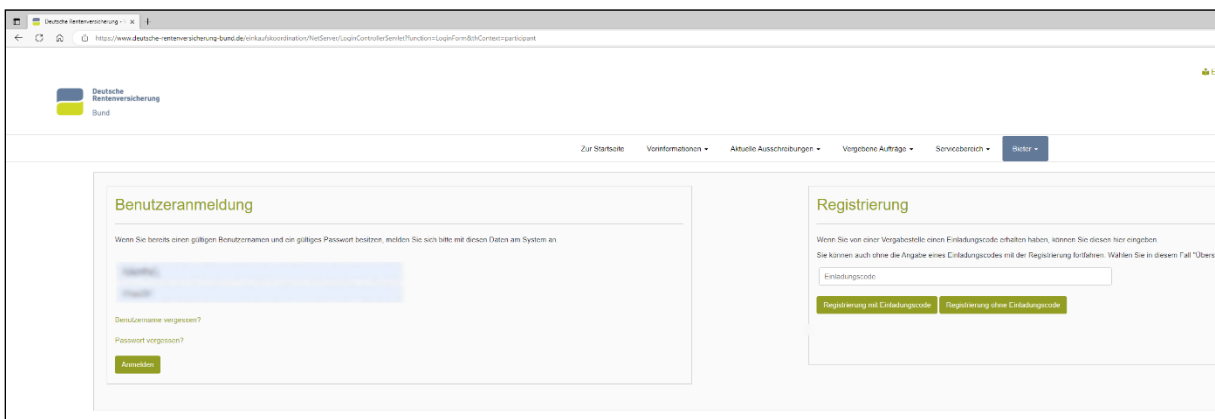 Deutsche Rentenversicherung -
https://www.deutsche-rentenversicherung-bund.de/einkaufskoordination/NetServer/LoginControllerServlet?function=LoginForm&thContext=participant
Deutsche
Rentenversicherung
Bund
Zur Startseite Vorinformationen Aktuelle Ausschreibungen Vergebene Aufträge Servicebereich Bieter
Benutzeranmeldung
Wenn Sie bereits einen gültigen Benutzernamen und ein gültiges Passwort besitzen, melden Sie sich bitte mit diesen Daten am System an
Benutzername vergessen?
Passwort vergessen?
Anmelden
Registrierung
Wenn Sie von einer Vergabestelle einen Einladungscode erhalten haben, können Sie diesen hier eingeben.
Sie können auch ohne die Angabe eines Einladungscodes mit der Registrierung fortfahren. Wählen Sie in diesem Fall "Übers
Einladungscode
Registrierung mit Einladungscode Registrierung ohne Einladungscode